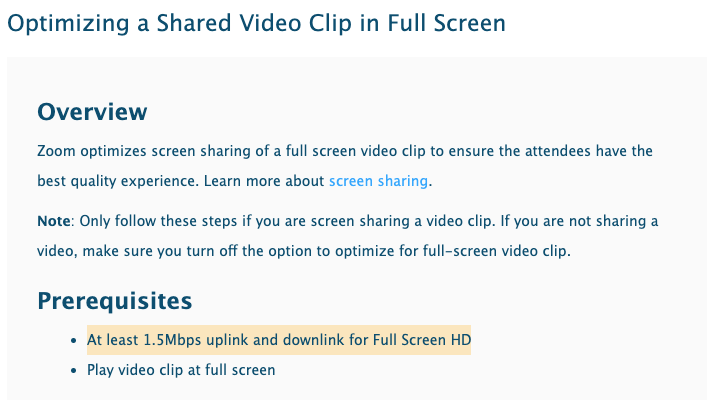 Optimizing a Shared Video Clip in Full Screen
Overview
Zoom optimizes screen sharing of a full screen video clip to ensure the attendees have the
best quality experience. Learn more about screen sharing.
Note: Only follow these steps if you are screen sharing a video clip. If you are not sharing a
video, make sure you turn off the option to optimize for full-screen video clip.
Prerequisites
• At least 1.5Mbps uplink and downlink for Full Screen HD
• Play video clip at full screen